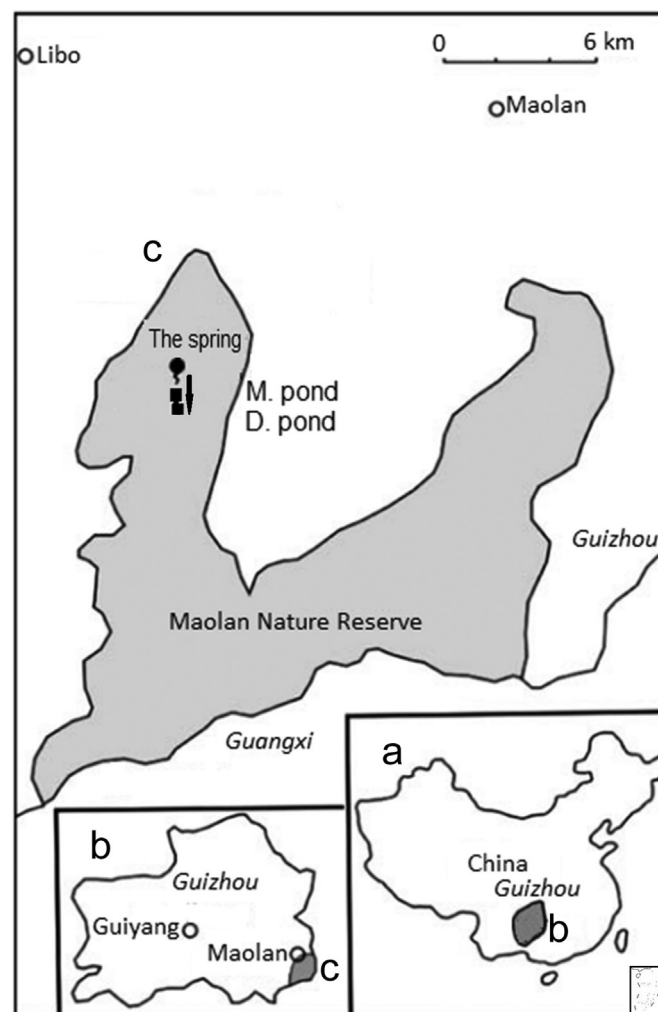 Libo
0 6 km
Maolan
c
The spring
M. pond
D. pond
Guizhou
Maolan Nature Reserve
Guangxi
a
China
Guizhou
b
b
Guizhou
Guiyang
Maolan
c